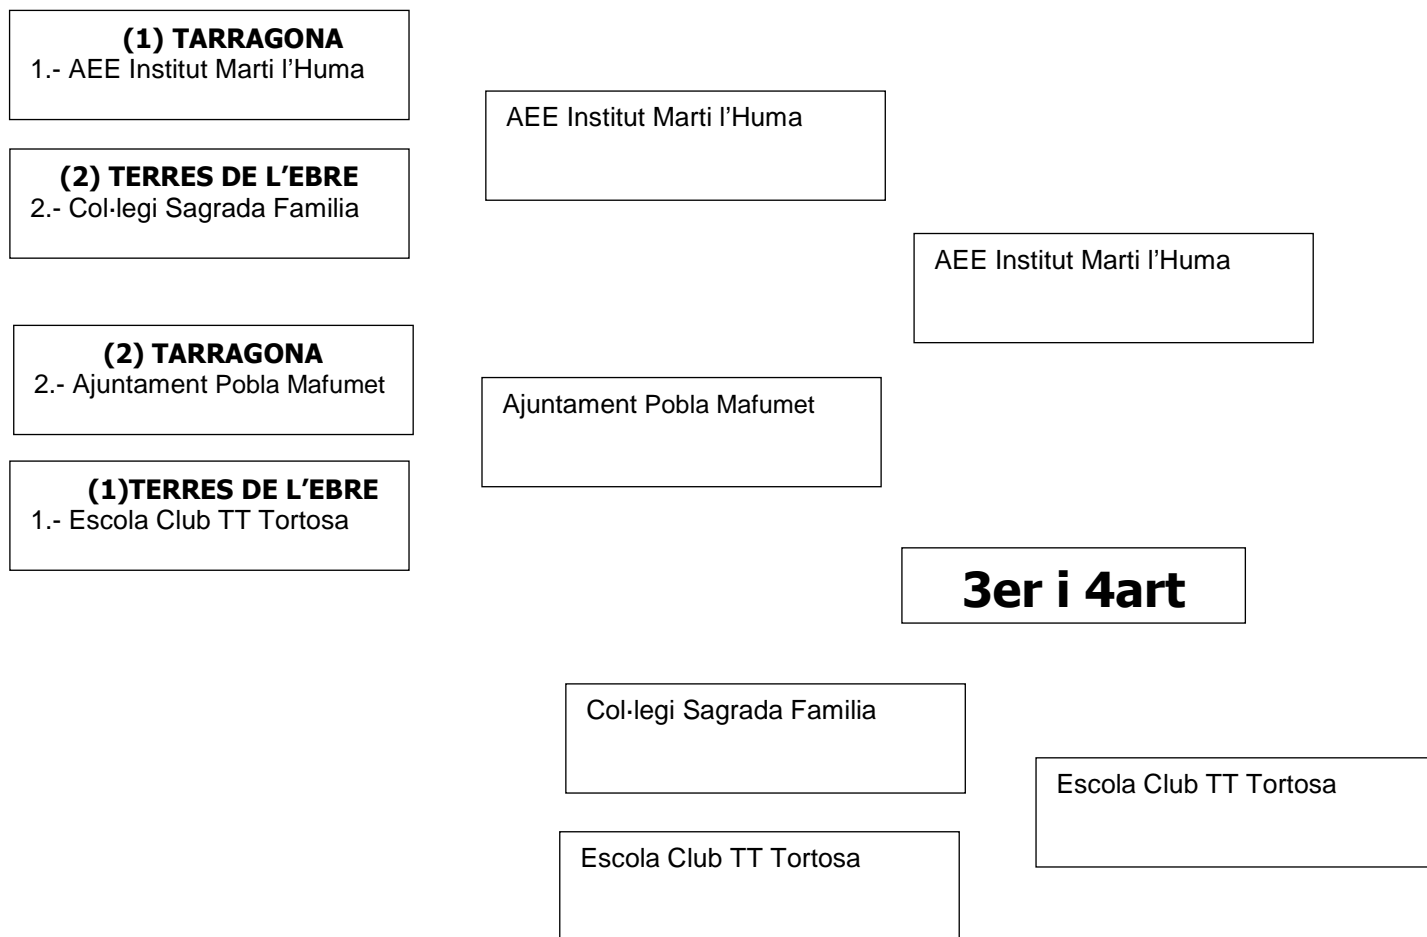 (1) TARRAGONA
1.- AEE Institut Marti l’Huma
AEE Institut Marti l’Huma
(2) TERRES DE L’EBRE
2.- Col·legi Sagrada Familia
AEE Institut Marti l’Huma
(2) TARRAGONA
2.- Ajuntament Pobla Mafumet
Ajuntament Pobla Mafumet
(1)TERRES DE L’EBRE
1.- Escola Club TT Tortosa
3er i 4art
Col·legi Sagrada Familia
Escola Club TT Tortosa
Escola Club TT Tortosa